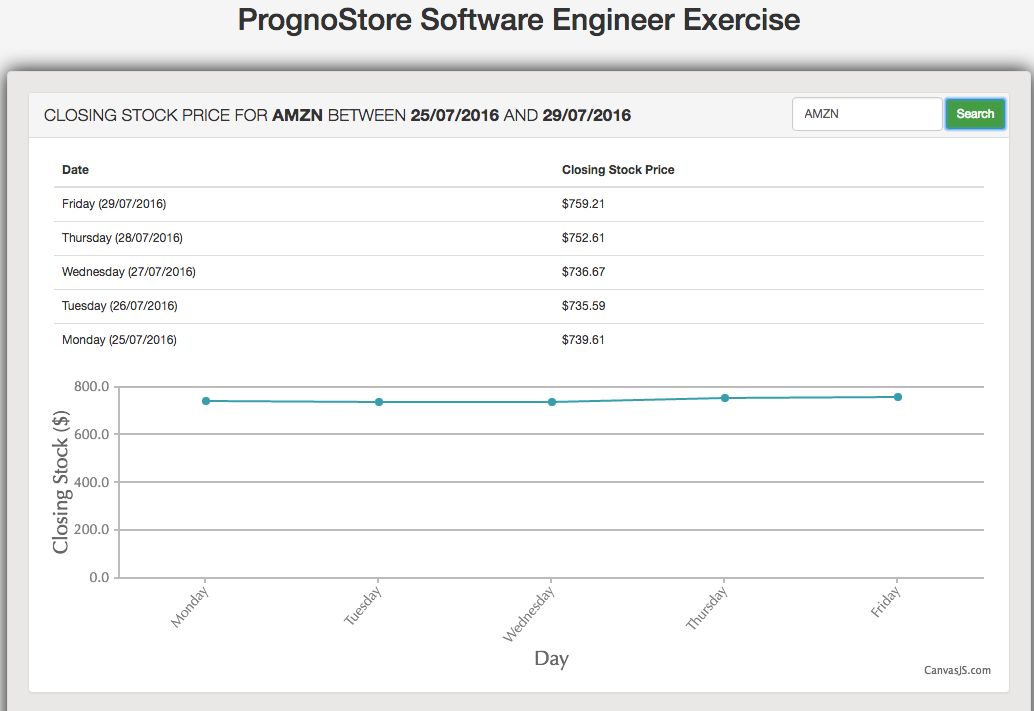 PrognoStore Software Engineer Exercise
CLOSING STOCK PRICE FOR AMZN BETWEEN 25/07/2016 AND 29/07/2016
AMZN
Search
Date Closing Stock Price
Friday (29/07/2016) $759.21
Thursday (28/07/2016) $752.61
Wednesday (27/07/2016) $736.67
Tuesday (26/07/2016) $735.59
Monday (25/07/2016) $739.61
Closing Stock ($)
800.0
600.0
400.0
200.0
0.0
Monday
Tuesday
Wednesday
Thursday
Friday
Day
CanvasJS.com